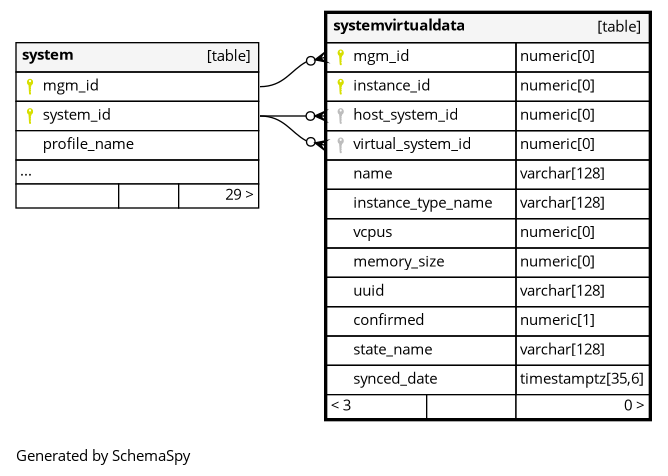 system [table]
mgm_id
system_id
profile_name
...
29 >
systemvirtualdata [table]
mgm_id numeric[0]
instance_id numeric[0]
host_system_id numeric[0]
virtual_system_id numeric[0]
name varchar[128]
instance_type_name varchar[128]
vcpus numeric[0]
memory_size numeric[0]
uuid varchar[128]
confirmed numeric[1]
state_name varchar[128]
synced_date timestamptz[35,6]
< 3 0 >
Generated by SchemaSpy